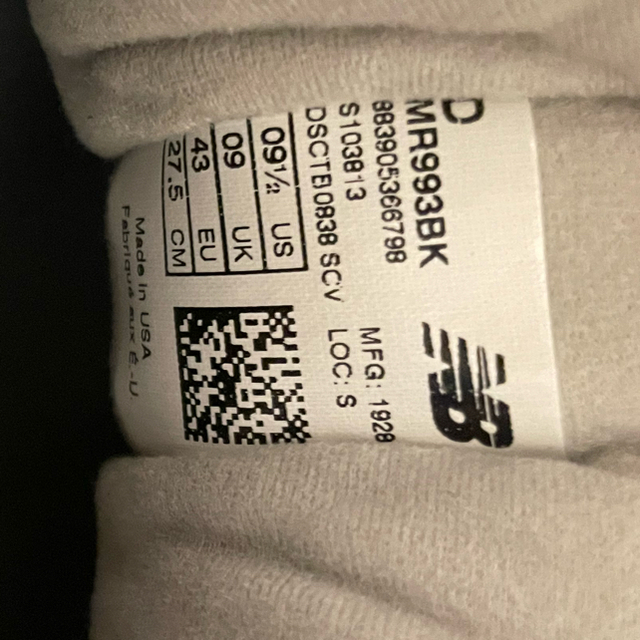 D
MR993BK
883905366798
S103813
DSCTB0838 SCV
09½ US
09 UK
43 EU
27.5 CM
NB
MFG: 1928
LOC: S
Made in USA
Fabriqué aux É.-U